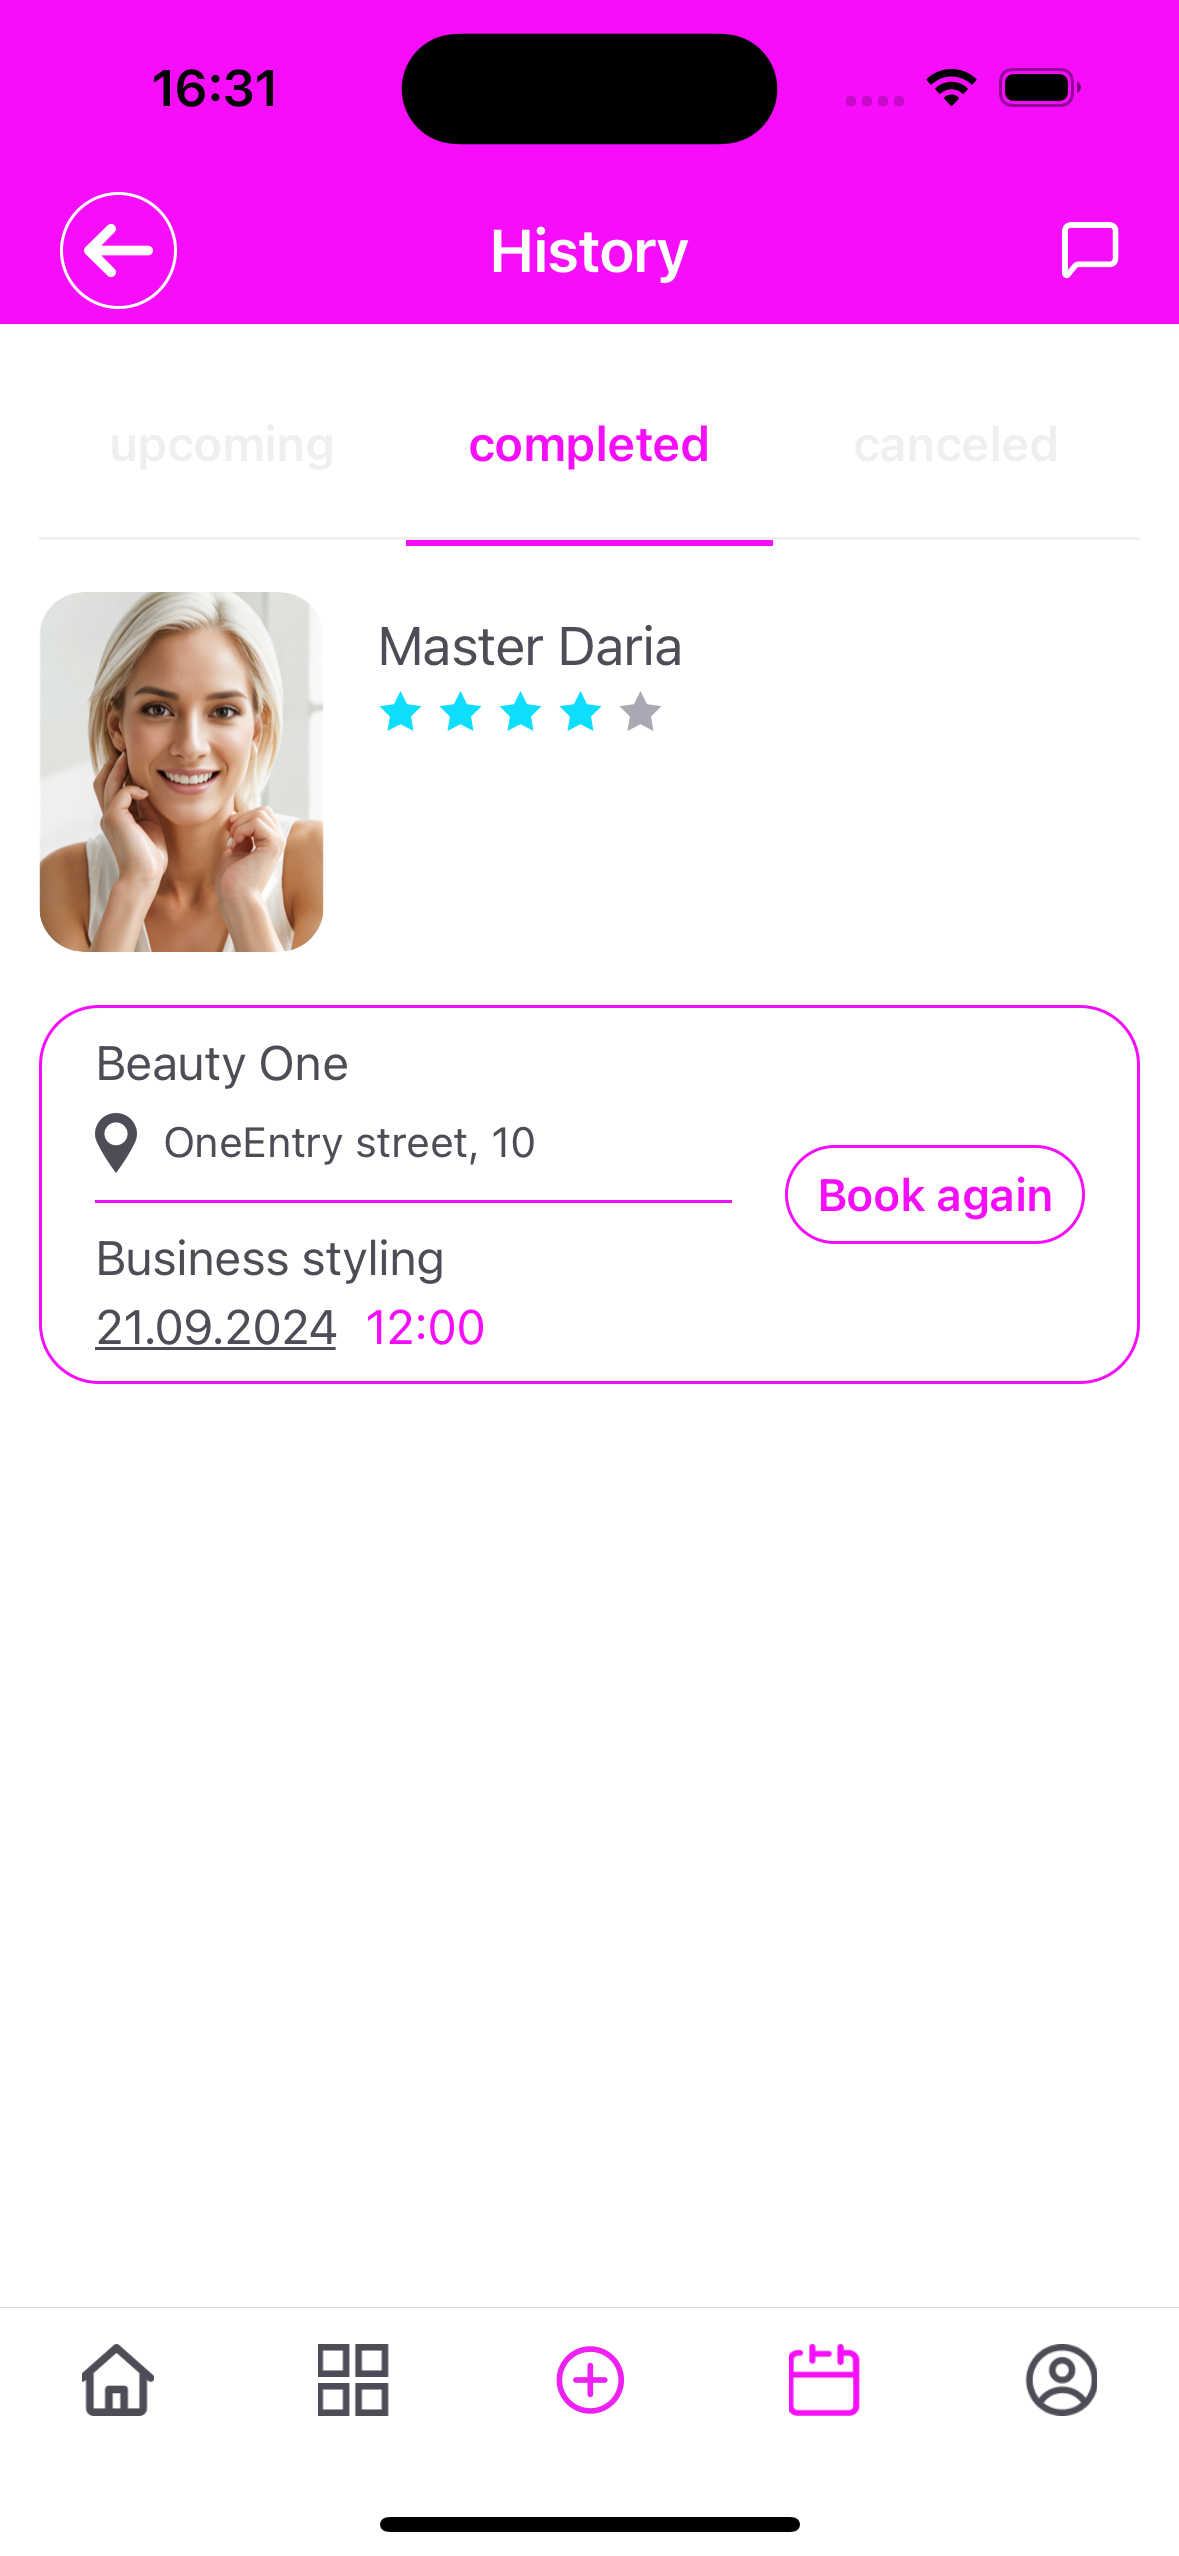 16:31
History
upcoming completed canceled
Master Daria
Beauty One
OneEntry street, 10
Book again
Business styling
21.09.2024 12:00